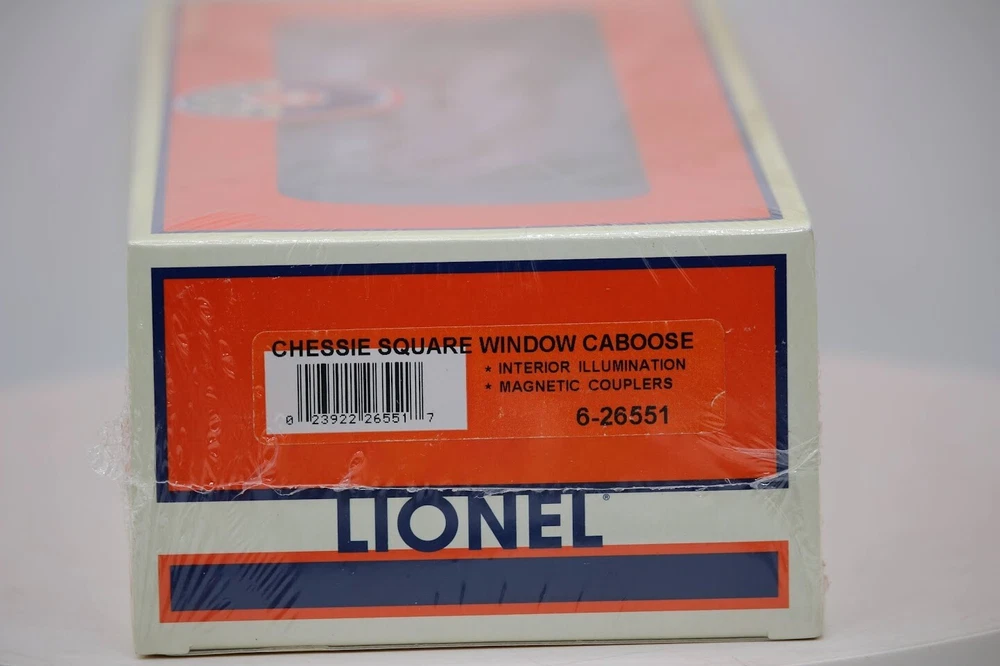 CHESSIE SQUARE WINDOW CABOOSE
* INTERIOR ILLUMINATION
* MAGNETIC COUPLERS
0 23922 26551 7
6-26551
LIONEL®